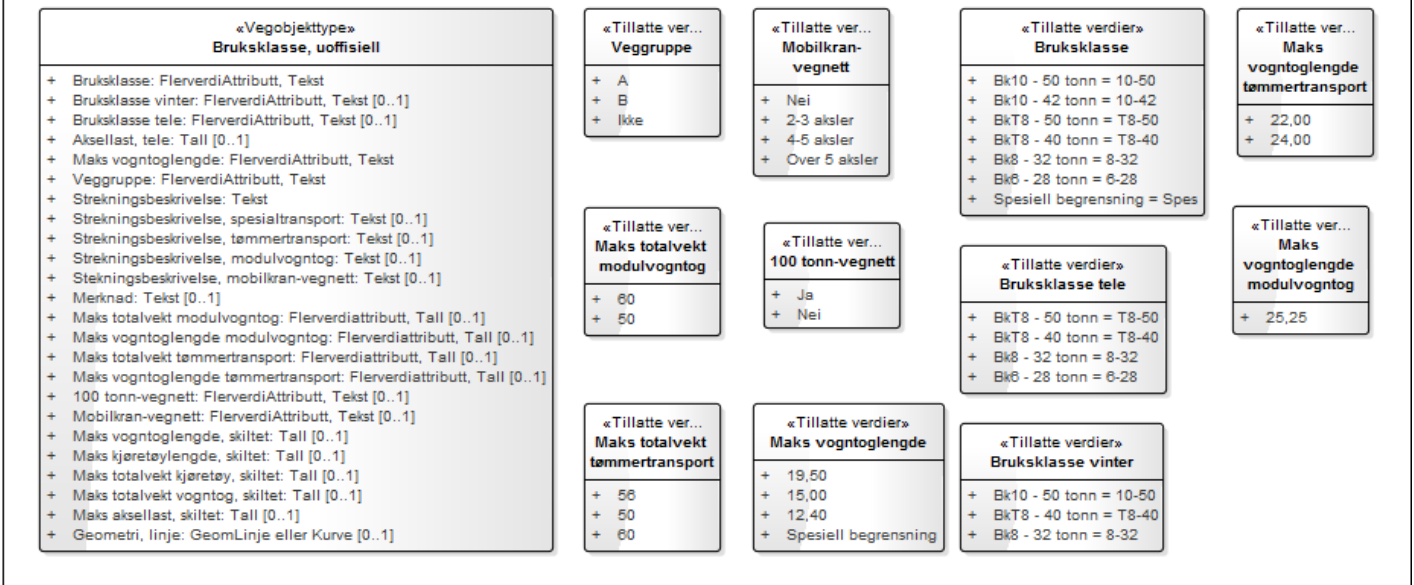 «Vegobjekttype»
Bruksklasse, uoffisiell
+ Bruksklasse: FlerverdiAttributt, Tekst
+ Bruksklasse vinter: FlerverdiAttributt, Tekst [0..1]
+ Bruksklasse tele: FlerverdiAttributt, Tekst [0..1]
+ Aksellast, tele: Tall [0..1]
+ Maks vogntoglengde: FlerverdiAttributt, Tekst
+ Veggruppe: FlerverdiAttributt, Tekst
+ Strekningsbeskrivelse: Tekst
+ Strekningsbeskrivelse, spesialtransport: Tekst [0..1]
+ Strekningsbeskrivelse, tømmertransport: Tekst [0..1]
+ Strekningsbeskrivelse, modulvogntog: Tekst [0..1]
+ Stekningsbeskrivelse, mobilkran-vegnett: Tekst [0..1]
+ Merknad: Tekst [0..1]
+ Maks totalvekt modulvogntog: Flerverdiattributt, Tall [0..1]
+ Maks vogntoglengde modulvogntog: Flerverdiattributt, Tall [0..1]
+ Maks totalvekt tømmertransport: Flerverdiattributt, Tall [0..1]
+ Maks vogntoglengde tømmertransport: Flerverdiattributt, Tall [0..1]
+ 100 tonn-vegnett: FlerverdiAttributt, Tekst [0..1]
+ Mobilkran-vegnett: FlerverdiAttributt, Tekst [0..1]
+ Maks vogntoglengde, skiltet: Tall [0..1]
+ Maks kjøretøylengde, skiltet: Tall [0..1]
+ Maks totalvekt kjøretøy, skiltet: Tall [0..1]
+ Maks totalvekt vogntog, skiltet: Tall [0..1]
+ Maks aksellast, skiltet: Tall [0..1]
+ Geometri, linje: GeomLinje eller Kurve [0..1]
«Tillatte ver...
Veggruppe
+ A
+ B
+ Ikke
«Tillatte ver...
Mobilkran-
vegnett
+ Nei
+ 2-3 aksler
+ 4-5 aksler
+ Over 5 aksler
«Tillatte verdier»
Bruksklasse
+ Bk10 - 50 tonn = 10-50
+ Bk10 - 42 tonn = 10-42
+ BkT8 - 50 tonn = T8-50
+ BkT8 - 40 tonn = T8-40
+ Bk8 - 32 tonn = 8-32
+ Bk6 - 28 tonn = 6-28
+ Spesiell begrensning = Spes
«Tillatte ver...
Maks
vogntoglengde
tømmertransport
+ 22,00
+ 24,00
«Tillatte ver...
Maks totalvekt
modulvogntog
+ 60
+ 50
«Tillatte ver...
100 tonn-vegnett
+ Ja
+ Nei
«Tillatte verdier»
Bruksklasse tele
+ BkT8 - 50 tonn = T8-50
+ BkT8 - 40 tonn = T8-40
+ Bk8 - 32 tonn = 8-32
+ Bk6 - 28 tonn = 6-28
«Tillatte ver...
Maks
vogntoglengde
modulvogntog
+ 25,25
«Tillatte ver...
Maks totalvekt
tømmertransport
+ 56
+ 50
+ 60
«Tillatte verdier»
Maks vogntoglengde
+ 19,50
+ 15,00
+ 12,40
+ Spesiell begrensning
«Tillatte verdier»
Bruksklasse vinter
+ Bk10 - 50 tonn = 10-50
+ BkT8 - 40 tonn = T8-40
+ Bk8 - 32 tonn = 8-32